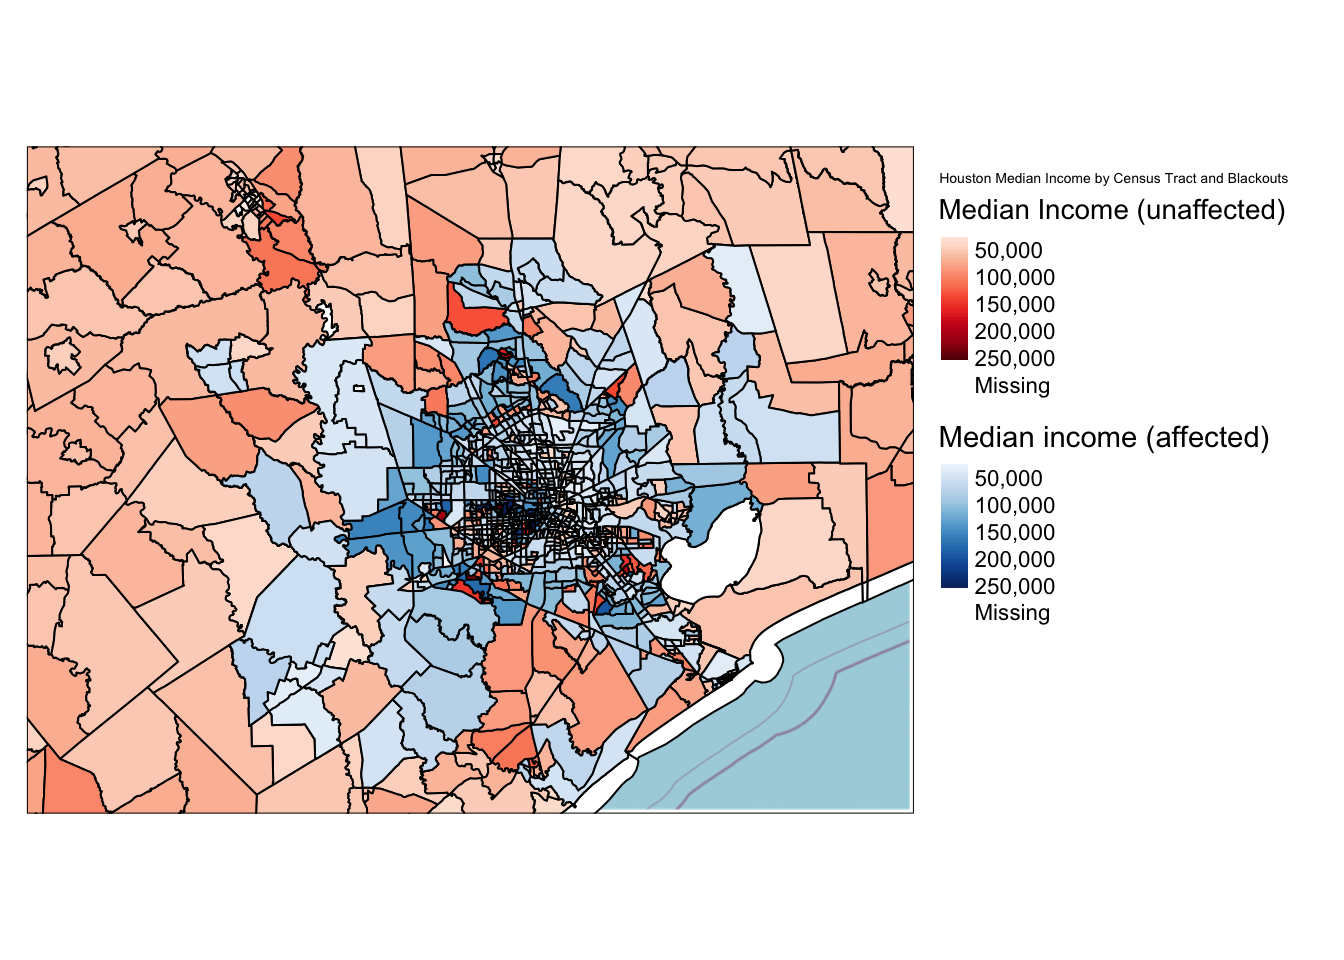 Houston Median Income by Census Tract and Blackouts
Median Income (unaffected)
50,000
100,000
150,000
200,000
250,000
Missing
Median income (affected)
50,000
100,000
150,000
200,000
250,000
Missing